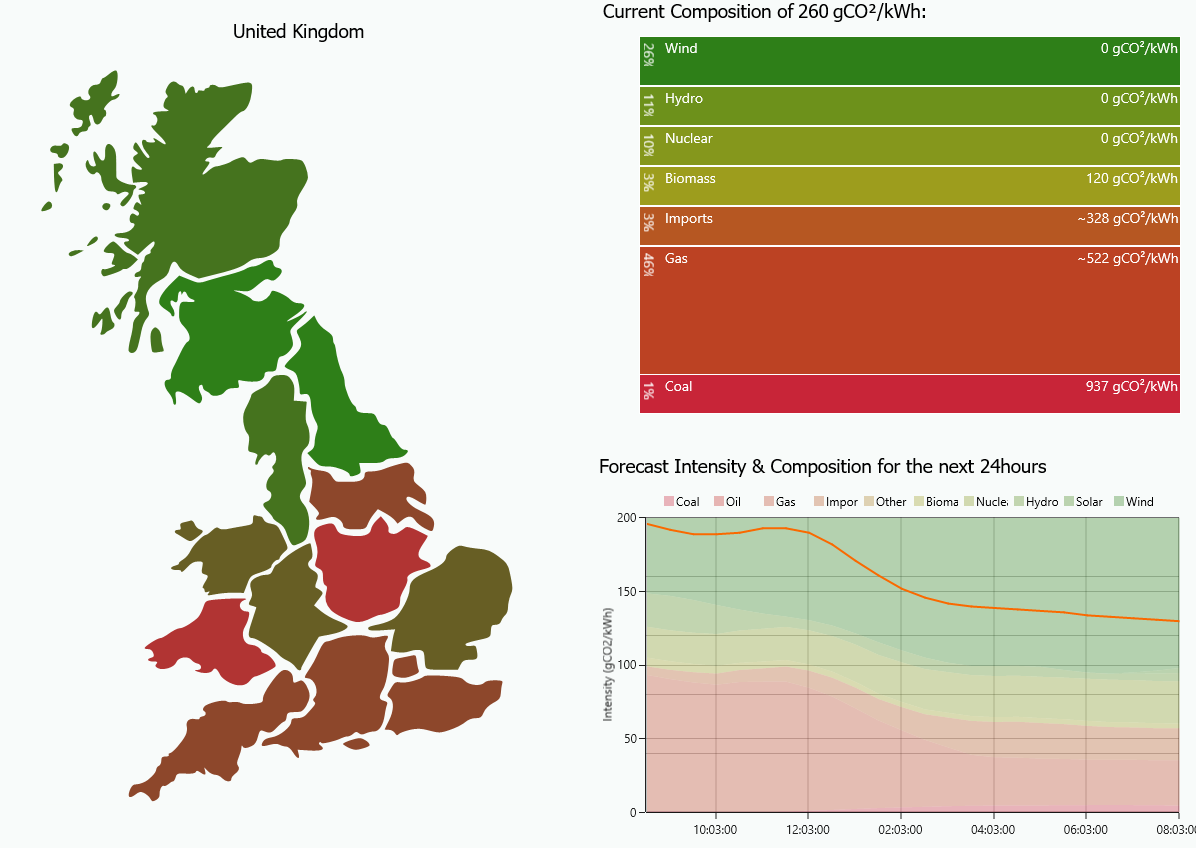 United Kingdom
Current Composition of 260 gCO²/kWh:
26% Wind 0 gCO²/kWh
11% Hydro 0 gCO²/kWh
10% Nuclear 0 gCO²/kWh
3% Biomass 120 gCO²/kWh
3% Imports ~328 gCO²/kWh
46% Gas ~522 gCO²/kWh
1% Coal 937 gCO²/kWh
Forecast Intensity & Composition for the next 24hours
Coal Oil Gas Impor Other Bioma Nuclea Hydro Solar Wind
200
150
100
50
0
Intensity (gCO2/kWh)
10:03:00 12:03:00 02:03:00 04:03:00 06:03:00 08:03:00